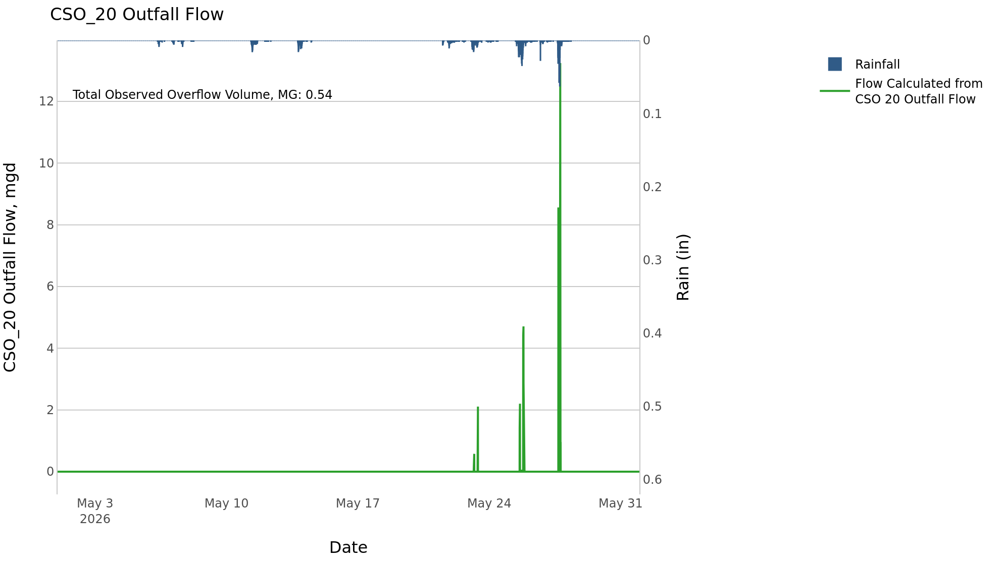 CSO_20 Outfall Flow
Total Observed Overflow Volume, MG: 0.54
CSO_20 Outfall Flow, mgd
12
10
8
6
4
2
0
0
0.1
0.2
0.3
0.4
0.5
0.6
Rain (in)
May 3
2026
May 10
May 17
May 24
May 31
Date
Rainfall
Flow Calculated from
CSO 20 Outfall Flow